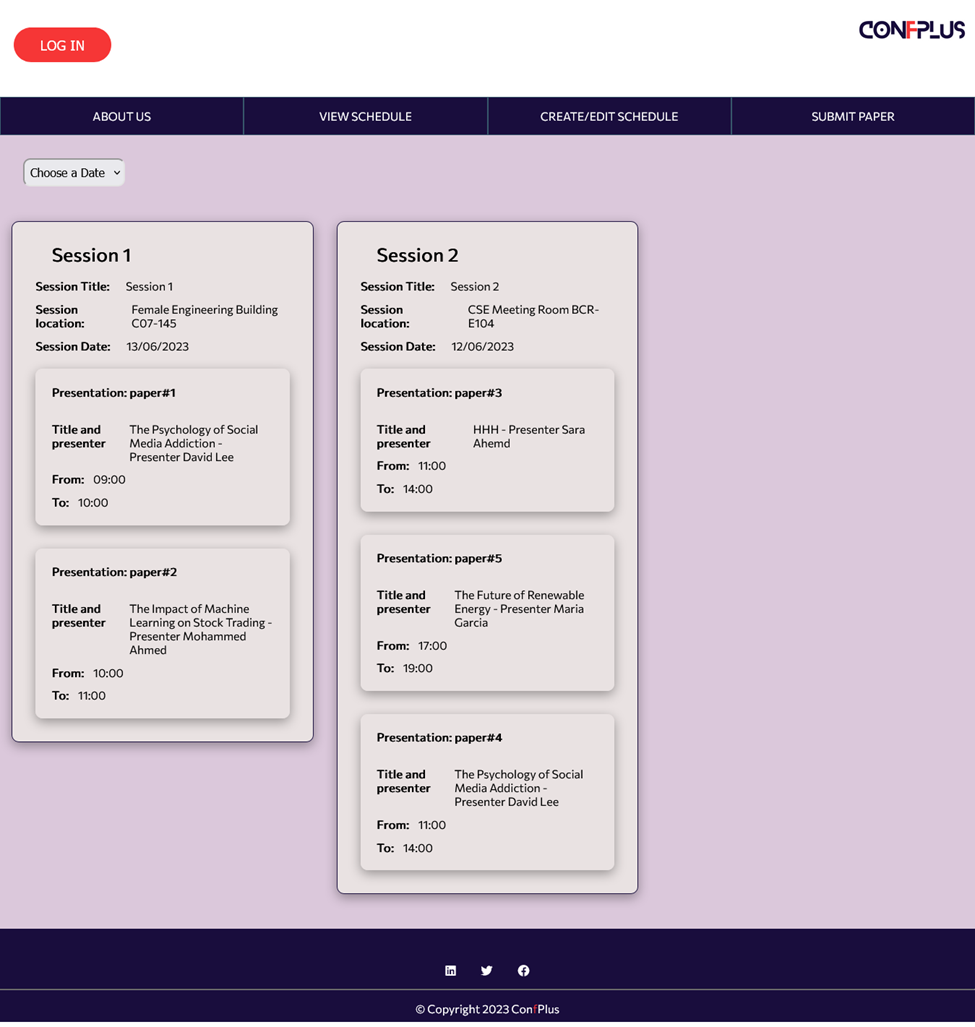 LOG IN
CONFPLUS
ABOUT US
VIEW SCHEDULE
CREATE/EDIT SCHEDULE
SUBMIT PAPER
Choose a Date
Session 1
Session Title: Session 1
Session location: Female Engineering Building
C07-145
Session Date: 13/06/2023
Presentation: paper#1
Title and presenter The Psychology of Social
Media Addiction -
Presenter David Lee
From: 09:00
To: 10:00
Presentation: paper#2
Title and presenter The Impact of Machine
Learning on Stock Trading -
Presenter Mohammed
Ahmed
From: 10:00
To: 11:00
Session 2
Session Title: Session 2
Session location: CSE Meeting Room BCR-
E104
Session Date: 12/06/2023
Presentation: paper#3
Title and presenter HHH - Presenter Sara
Ahemd
From: 11:00
To: 14:00
Presentation: paper#5
Title and presenter The Future of Renewable
Energy - Presenter Maria
Garcia
From: 17:00
To: 19:00
Presentation: paper#4
Title and presenter The Psychology of Social
Media Addiction -
Presenter David Lee
From: 11:00
To: 14:00
© Copyright 2023 ConfPlus